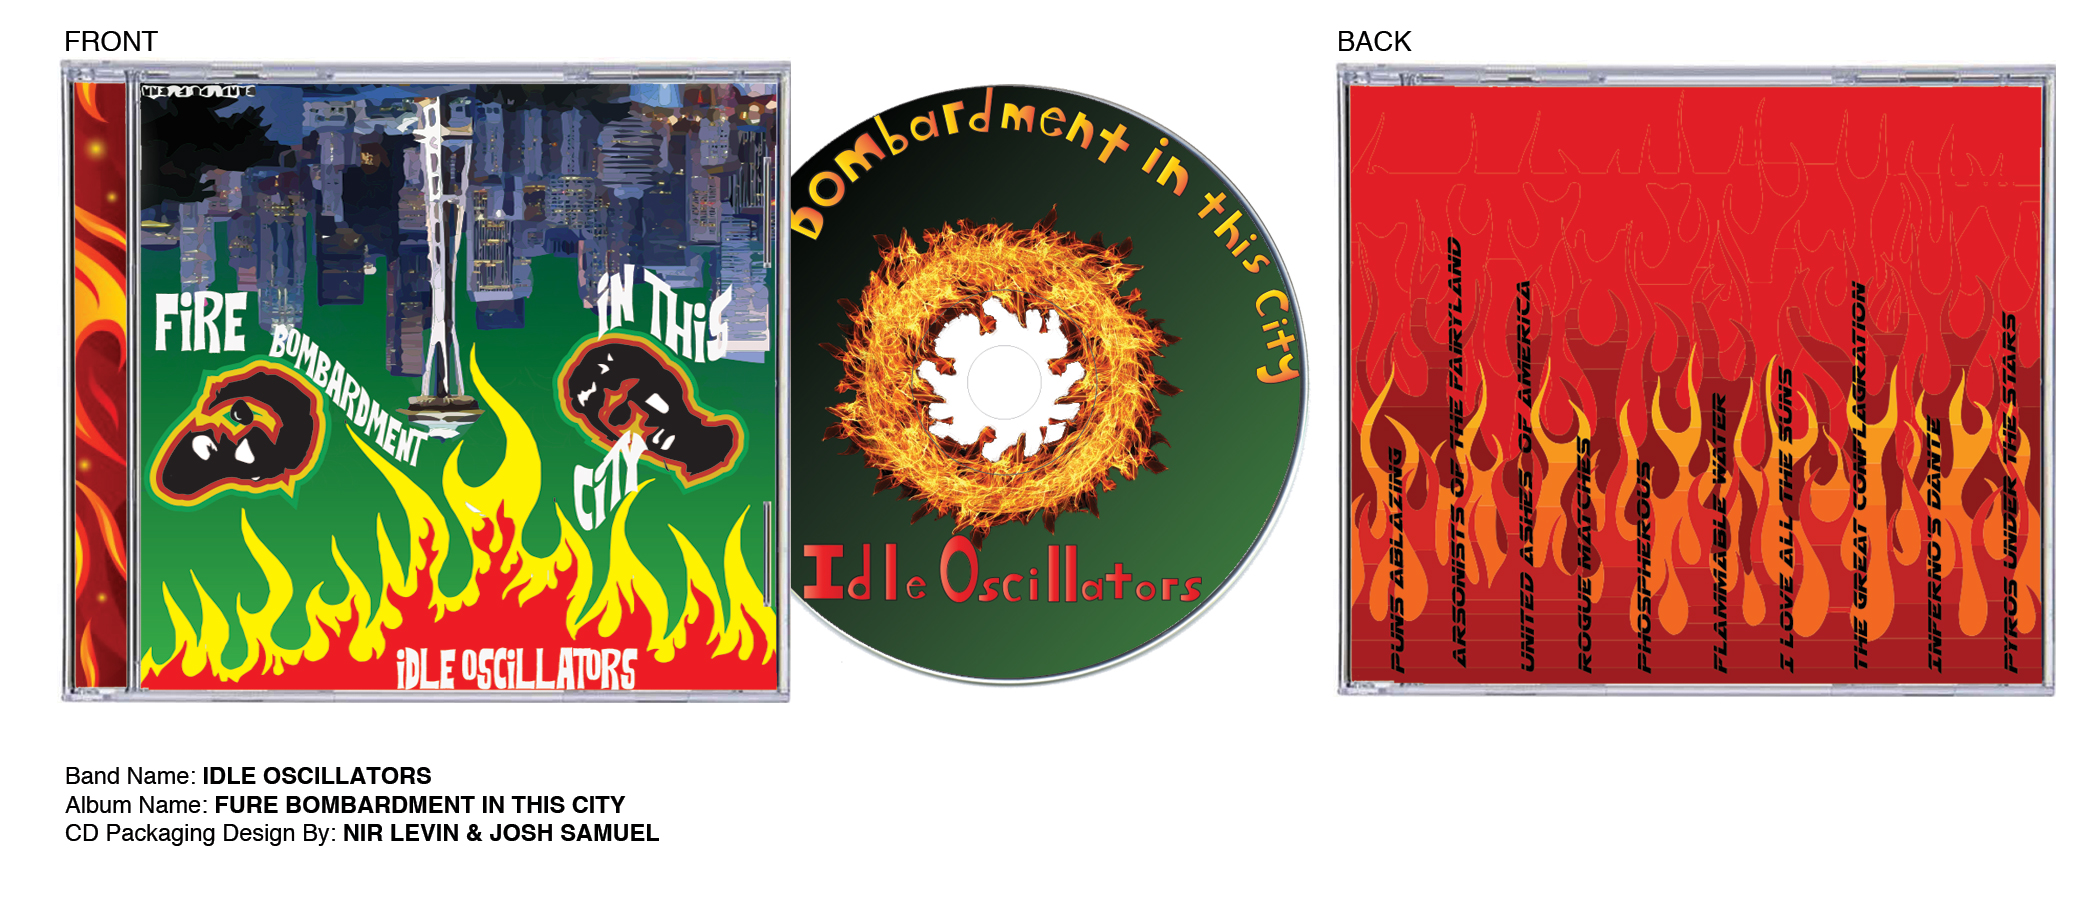 FRONT
BACK
FiRE
BOMBARDMENT
iN THiS
CiTY
iDLE OSCiLLATORS
Bombardment in this City
Idle Oscillators
PUNS ABLAZING
ARSONISTS OF THE PAIRTYLAND
UNITED ASHES OF AMERICA
ROGUE MATCHES
PHOSPHEROUS
FLAMMABLE WATER
I LOVE ALL THE SUNS
THE GREAT CONFLAGRATION
INFERNO'S DANTE
PYROS UNDER THE STARS
Band Name: IDLE OSCILLATORS
Album Name: FURE BOMBARDMENT IN THIS CITY
CD Packaging Design By: NIR LEVIN & JOSH SAMUEL